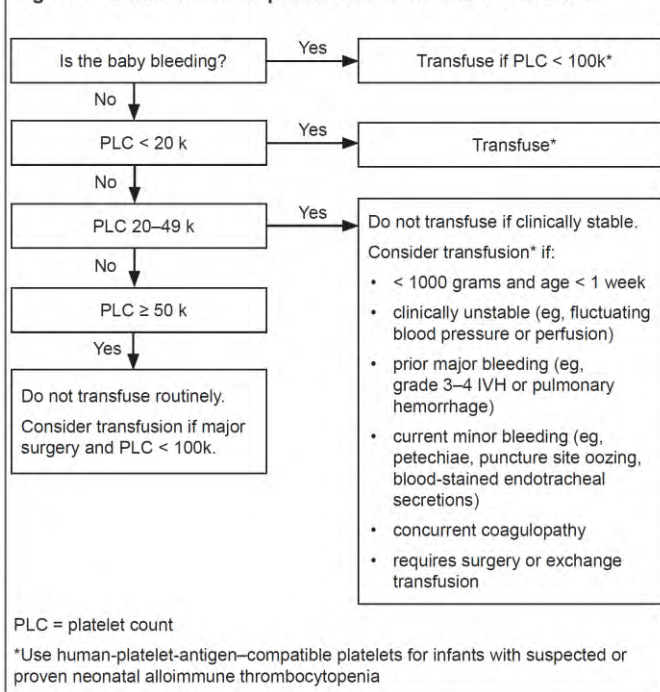 Is the baby bleeding?
Yes
Transfuse if PLC < 100k*
No
PLC < 20 k
Yes
Transfuse*
No
PLC 20–49 k
Yes
Do not transfuse if clinically stable.
Consider transfusion* if:
• < 1000 grams and age < 1 week
• clinically unstable (eg, fluctuating
blood pressure or perfusion)
• prior major bleeding (eg,
grade 3–4 IVH or pulmonary
hemorrhage)
• current minor bleeding (eg,
petechiae, puncture site oozing,
blood-stained endotracheal
secretions)
• concurrent coagulopathy
• requires surgery or exchange
transfusion
No
PLC ≥ 50 k
Yes
Do not transfuse routinely.
Consider transfusion if major
surgery and PLC < 100k.
PLC = platelet count
*Use human-platelet-antigen–compatible platelets for infants with suspected or
proven neonatal alloimmune thrombocytopenia